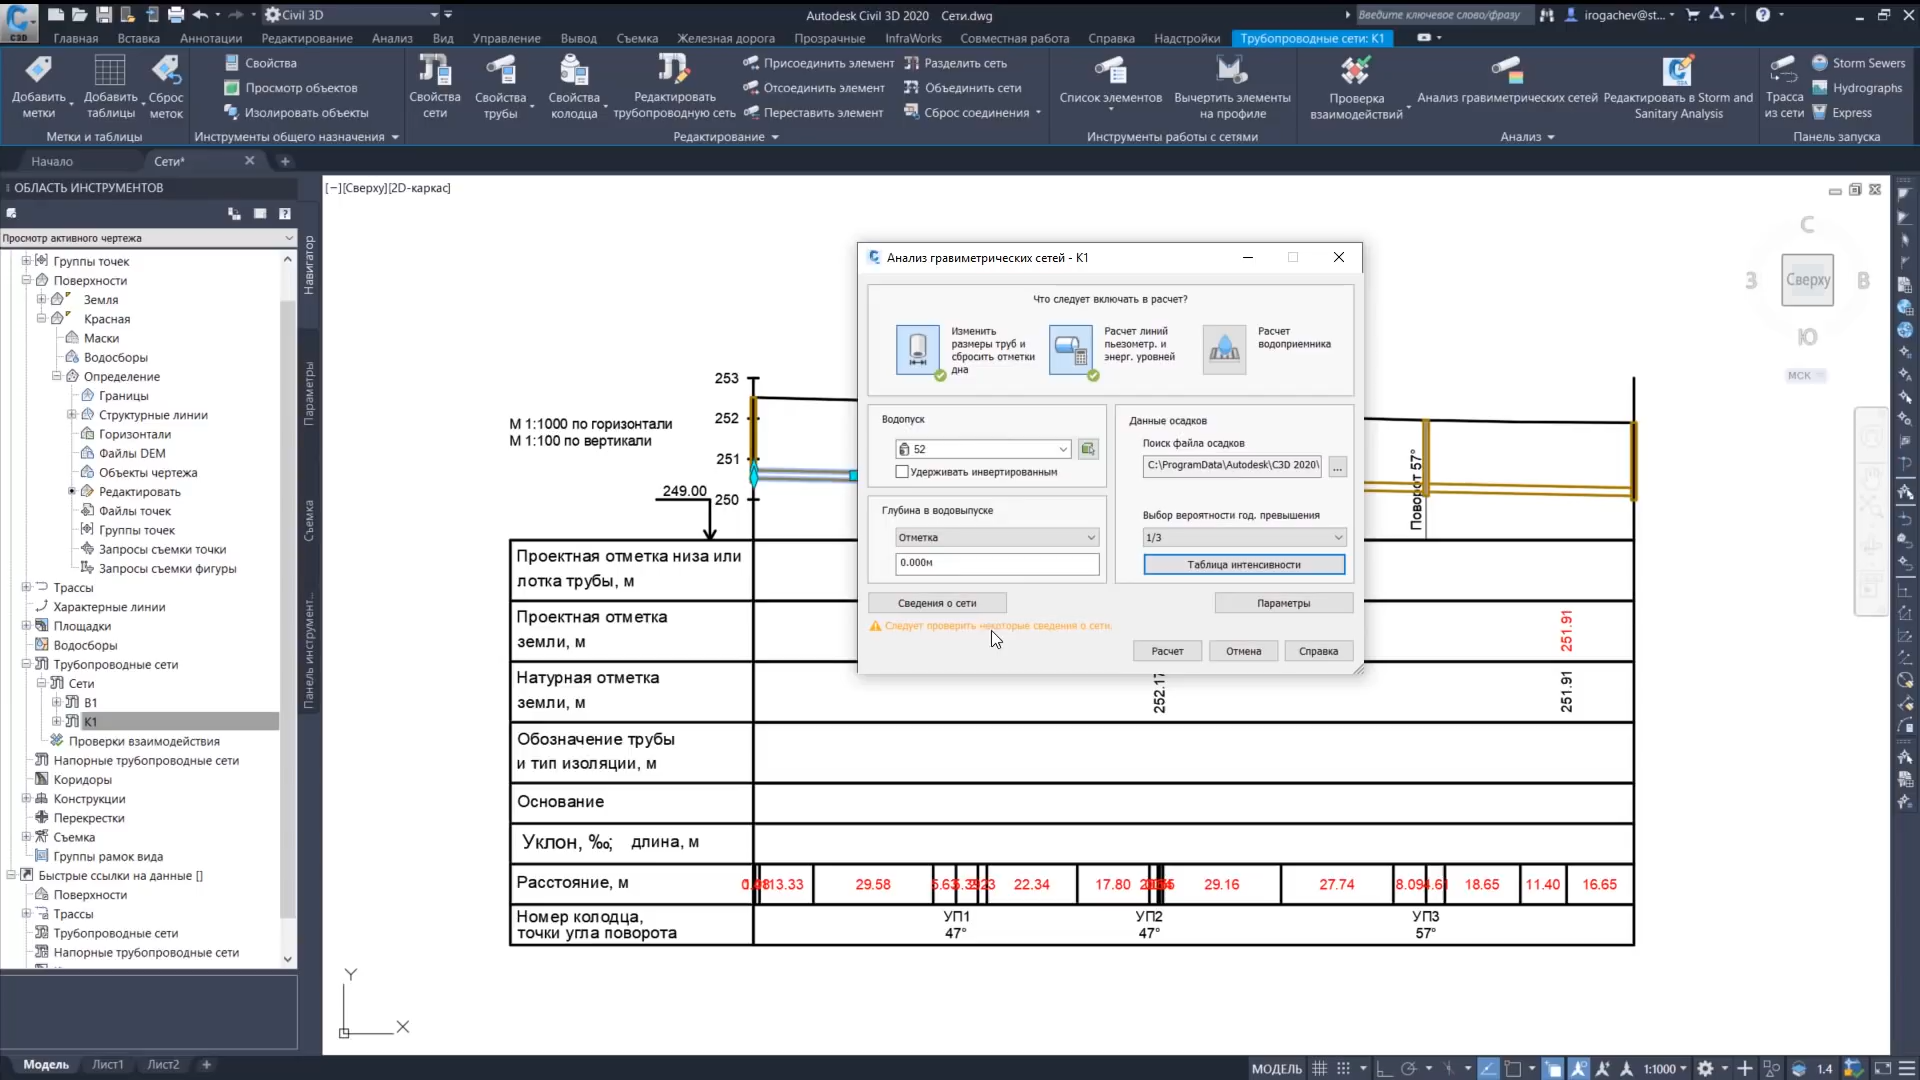 Civil 3D
Autodesk Civil 3D 2020 Сети.dwg
Введите ключевое слово/фразу
irogachev@st...
Главная Вставка Аннотации Редактирование Анализ Вид Управление Вывод Съемка Железная дорога Прозрачные InfraWorks Совместная работа Справка Надстройки Трубопроводные сети: К1
Добавить метки
Добавить таблицы
Сброс меток
Метки и таблицы
Свойства
Просмотр объектов
Изолировать объекты
Инструменты общего назначения
Свойства сети
Свойства трубы
Свойства колодца
Редактировать трубопроводную сеть
Присоединить элемент
Отсоединить элемент
Переставить элемент
Разделить сеть
Объединить сети
Сброс соединения
Редактирование
Список элементов
Вычертить элементы на профиле
Инструменты работы с сетями
Проверка взаимодействий
Анализ гравиметрических сетей
Редактировать в Storm and Sanitary Analysis
Анализ
Трасса из сети
Storm Sewers
Hydrographs
Express
Панель запуска
Начало
Сети*
ОБЛАСТЬ ИНСТРУМЕНТОВ
Просмотр активного чертежа
Группы точек
Поверхности
Земля
Красная
Маски
Водосборы
Определение
Границы
Структурные линии
Горизонтали
Файлы DEM
Объекты чертежа
Редактировать
Файлы точек
Группы точек
Запросы съемки точки
Запросы съемки фигуры
Трассы
Характерные линии
Площадки
Водосборы
Трубопроводные сети
Сети
В1
К1
Проверки взаимодействия
Напорные трубопроводные сети
Коридоры
Конструкции
Перекрестки
Съемка
Группы рамок вида
Быстрые ссылки на данные []
Поверхности
Трассы
Трубопроводные сети
Напорные трубопроводные сети
Навигатор
Параметры
Съемка
Панель инструмент...
[−][Сверху][2D-каркас]
С
З
Сверху
В
Ю
МСК
253
252
251
250
М 1:1000 по горизонтали
М 1:100 по вертикали
249.00
Поворот 57°
Проектная отметка низа или
лотка трубы, м
Проектная отметка
земли, м
251.91
Натурная отметка
земли, м
252.17
251.91
Обозначение трубы
и тип изоляции, м
Основание
Уклон, ‰; длина, м
Расстояние, м
13.33 29.58 22.34 17.80 29.16 27.74 8.09 18.65 11.40 16.65
Номер колодца,
точки угла поворота
УП1
47°
УП2
47°
УП3
57°
Анализ гравиметрических сетей - К1
Что следует включать в расчет?
Изменить
размеры труб и
сбросить отметки
дна
Расчет линий
пьезометр. и
энерг. уровней
Расчет
водоприемника
Водопуск
52
Удерживать инвертированным
Глубина в водовыпуске
Отметка
0.000м
Данные осадков
Поиск файла осадков
C:\ProgramData\Autodesk\C3D 2020\
...
Выбор вероятности год. превышения
1/3
Таблица интенсивности
Сведения о сети
Параметры
Следует проверить некоторые сведения о сети.
Расчет
Отмена
Справка
Y
X
Модель Лист1 Лист2
МОДЕЛЬ
1:1000
1.4